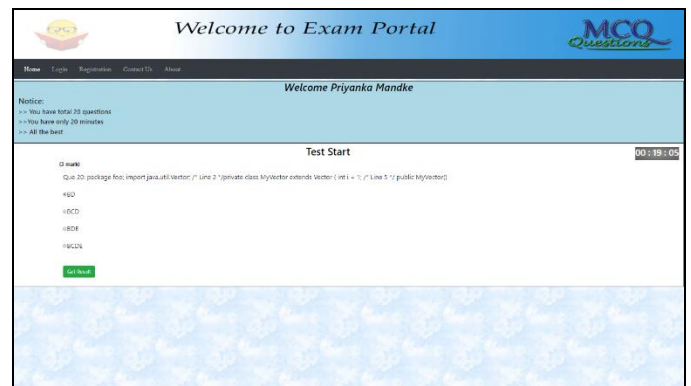 Welcome to Exam Portal
MCQ
Questions
Home Login Registration Contact Us About
Welcome Priyanka Mandke
Notice:
>> You have total 20 questions
>>You have only 20 minutes
>> All the best
Test Start
00 : 19 : 05
Que 20: package foo; import java.util.Vector; /* Line 2 */private class MyVector extends Vector { int i = 1; /* Line 5 */ public MyVector()
BCD
BDE
BCDE
Get Result